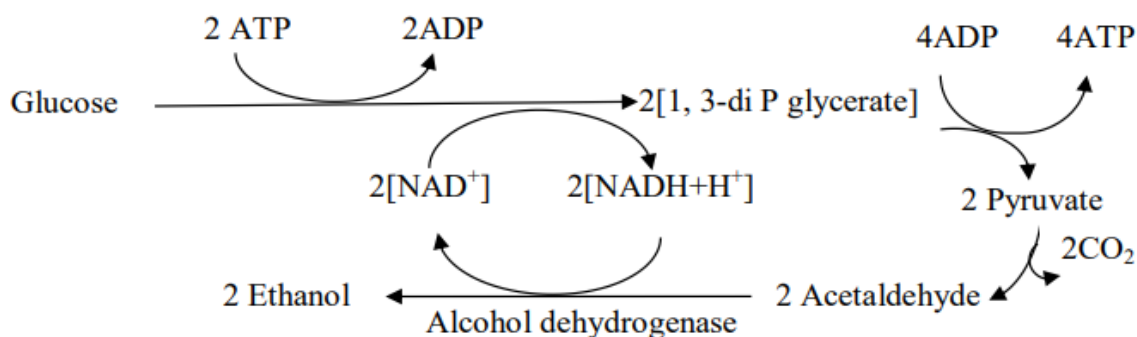 2 ATP 2ADP 4ADP 4ATP
Glucose 2[1, 3-di P glycerate]
2[NAD⁺] 2[NADH+H⁺]
2 Pyruvate
2CO₂
2 Ethanol 2 Acetaldehyde
Alcohol dehydrogenase